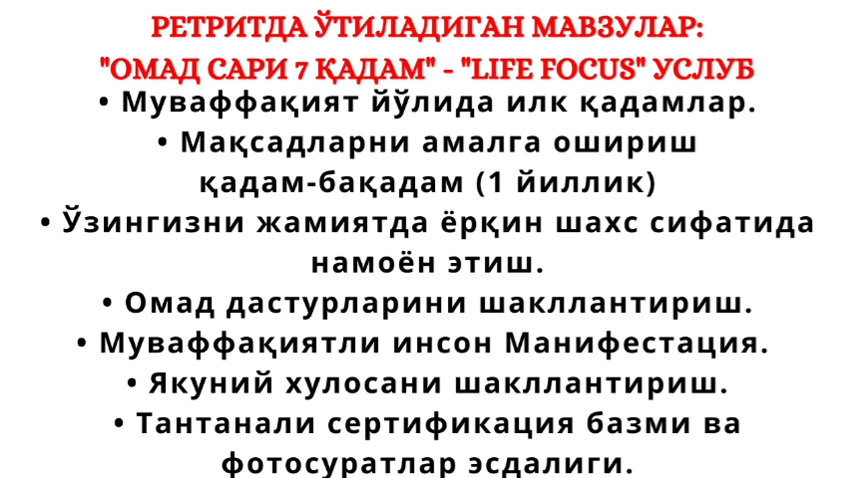 РЕТРИТДА ЎТИЛАДИГАН МАВЗУЛАР:
"ОМАД САРИ 7 ҚАДАМ" - "LIFE FOCUS" УСЛУБ
• Муваффақият йўлида илк қадамлар.
• Мақсадларни амалга ошириш
қадам-бақадам (1 йиллик)
• Ўзингизни жамиятда ёрқин шахс сифатида
намоён этиш.
• Омад дастурларини шакллантириш.
• Муваффақиятли инсон Манифестация.
• Якуний хулосани шакллантириш.
• Тантанали сертификация базми ва
фотосуратлар эсдалиги.